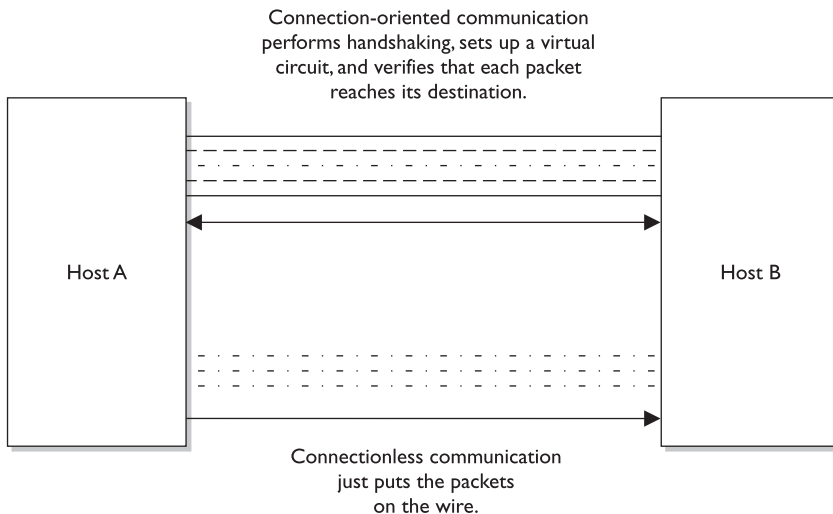 Connection-oriented communication
performs handshaking, sets up a virtual
circuit, and verifies that each packet
reaches its destination.
Host A
Host B
Connectionless communication
just puts the packets
on the wire.